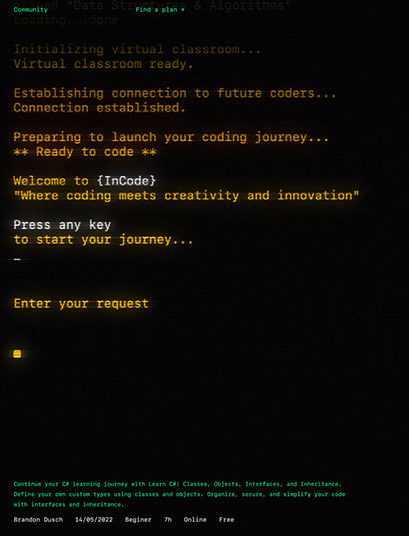 Load "Data Structures & Algorithms"
Community Find a plan →
Loading...done
Initializing virtual classroom...
Virtual classroom ready.
Establishing connection to future coders...
Connection established.
Preparing to launch your coding journey...
** Ready to code **
Welcome to {InCode}
"Where coding meets creativity and innovation"
Press any key
to start your journey...
_
Enter your request
Continue your C# learning journey with Learn C#: Classes, Objects, Interfaces, and Inheritance.
Define your own custom types using classes and objects. Organize, secure, and simplify your code
with interfaces and inheritance.
Brandon Dusch 14/05/2022 Beginer 7h Online Free